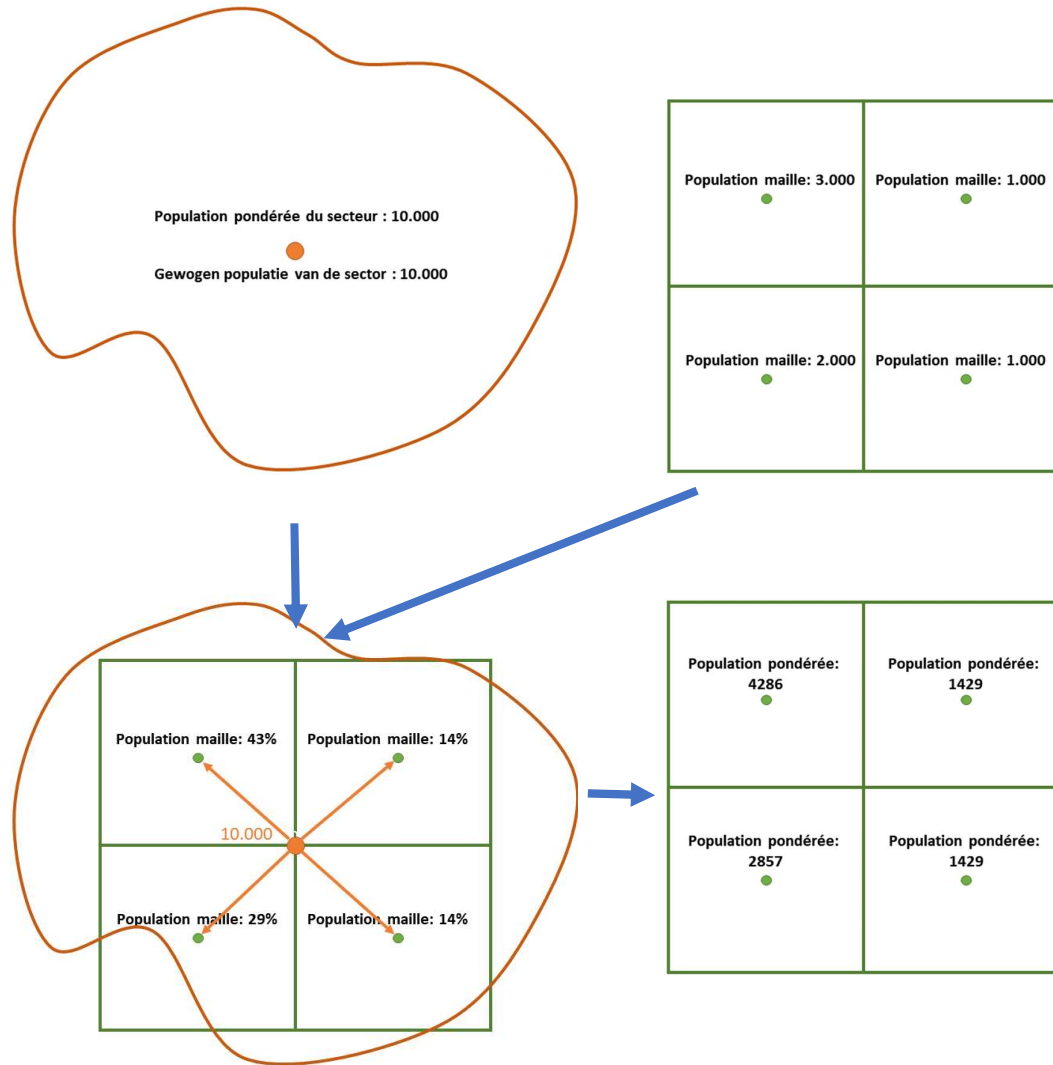 Population pondérée du secteur : 10.000
Gewogen populatie van de sector : 10.000
Population maille: 3.000
Population maille: 1.000
Population maille: 2.000
Population maille: 1.000
Population maille: 43%
Population maille: 14%
10.000
Population maille: 29%
Population maille: 14%
Population pondérée:
4286
Population pondérée:
1429
Population pondérée:
2857
Population pondérée:
1429